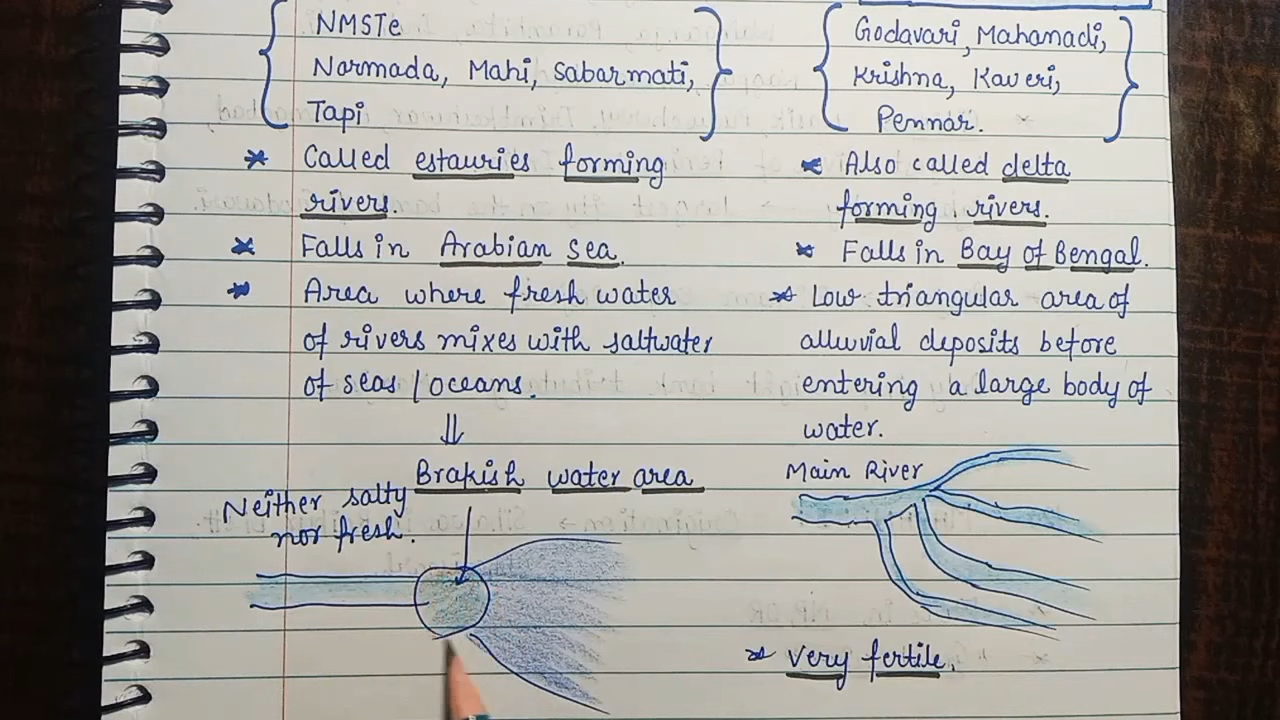 NMSTe
Narmada, Mahi, Sabarmati,
Tapi
* Called estauries forming
rivers.
* Falls in Arabian sea.
* Area where fresh water
of rivers mixes with saltwater
of seas / oceans.
⇓
Brakish water area
Neither salty
nor fresh.
Godavari, Mahanadi,
Krishna, Kaveri,
Pennar.
* Also called delta
forming rivers.
* Falls in Bay of Bengal.
* Low triangular area of
alluvial deposits before
entering a large body of
water.
Main River
* Very fertile.